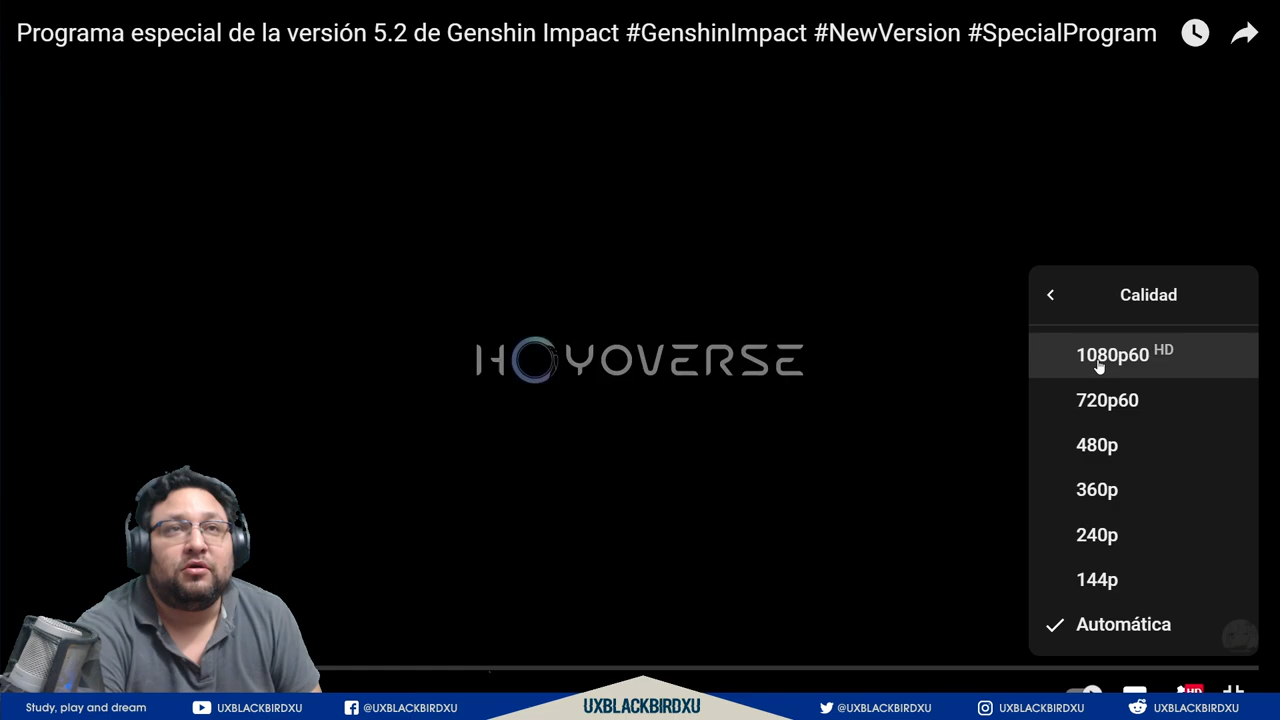 Programa especial de la versión 5.2 de Genshin Impact #GenshinImpact #NewVersion #SpecialProgram
HOYOVERSE
Calidad
1080p60 HD
720p60
480p
360p
240p
144p
Automática
HD
Study, play and dream
UXBLACKBIRDXU
@UXBLACKBIRDXU
UXBLACKBIRDXU
@UXBLACKBIRDXU
UXBLACKBIRDXU
UXBLACKBIRDXU